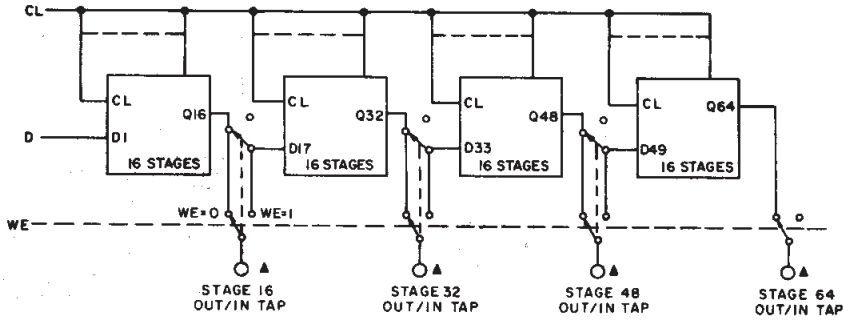 CL
CL
Q16
D
D1
16 STAGES
CL
Q32
D17
16 STAGES
CL
Q48
D33
16 STAGES
CL
Q64
D49
16 STAGES
WE=0
WE=1
WE
STAGE 16
OUT/IN TAP
STAGE 32
OUT/IN TAP
STAGE 48
OUT/IN TAP
STAGE 64
OUT/IN TAP